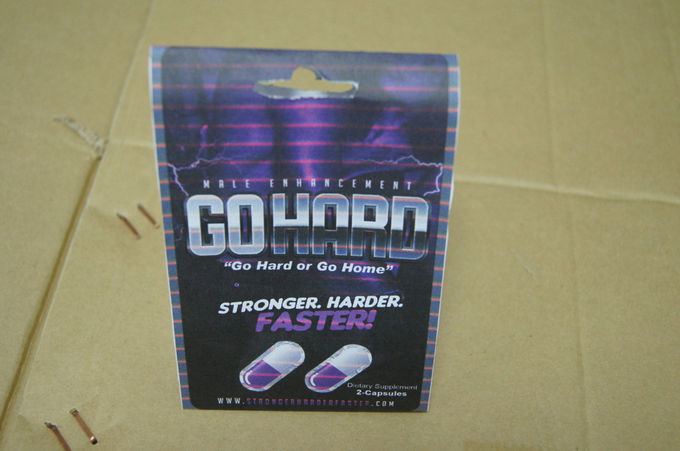 MALE ENHANCEMENT
GO HARD
"Go Hard or Go Home"
STRONGER. HARDER.
FASTER!
Dietary Supplement
2-Capsules
WWW.STRONGERHARDERFASTER.COM